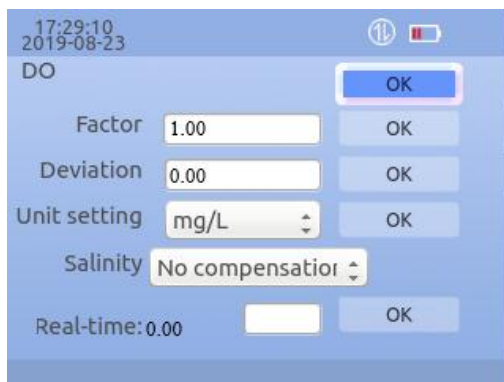 17:29:10
2019-08-23
DO
OK
Factor 1.00 OK
Deviation 0.00 OK
Unit setting mg/L OK
Salinity No compensation
Real-time: 0.00 OK